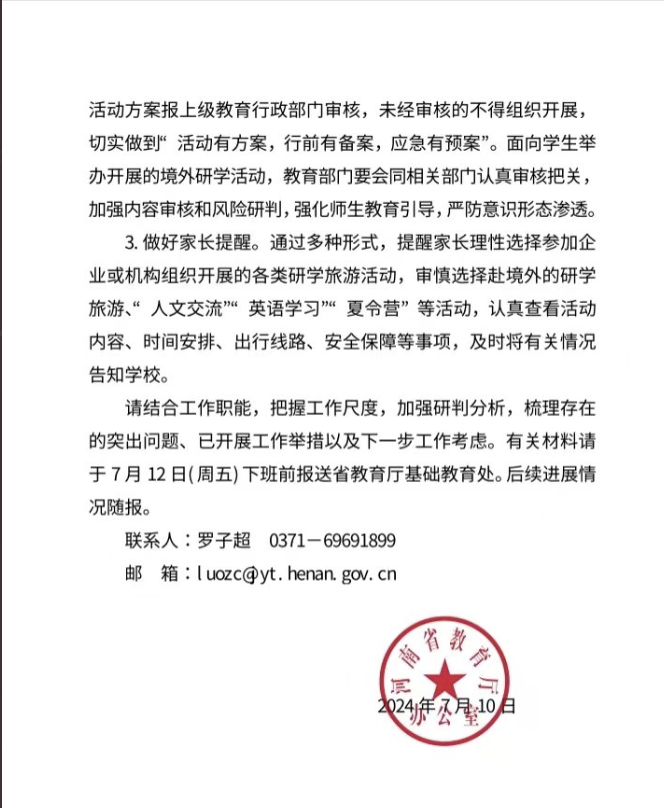 活动方案报上级教育行政部门审核，未经审核的不得组织开展，
切实做到“ 活动有方案，行前有备案，应急有预案”。面向学生举
办开展的境外研学活动，教育部门要会同相关部门认真审核把关，
加强内容审核和风险研判，强化师生教育引导，严防意识形态渗透。
3. 做好家长提醒。通过多种形式，提醒家长理性选择参加企
业或机构组织开展的各类研学旅游活动，审慎选择赴境外的研学
旅游、“ 人文交流”“ 英语学习”“ 夏令营” 等活动，认真查看活动
内容、时间安排、出行线路、安全保障等事项，及时将有关情况
告知学校。
请结合工作职能，把握工作尺度，加强研判分析，梳理存在
的突出问题、已开展工作举措以及下一步工作考虑。有关材料请
于 7 月 12 日(周五) 下班前报送省教育厅基础教育处。后续进展情
况随报。
联系人：罗子超 0371－69691899
邮 箱：luozc@yt.henan.gov.cn
河南省教育厅
2024 年 7 月 10 日
办公室